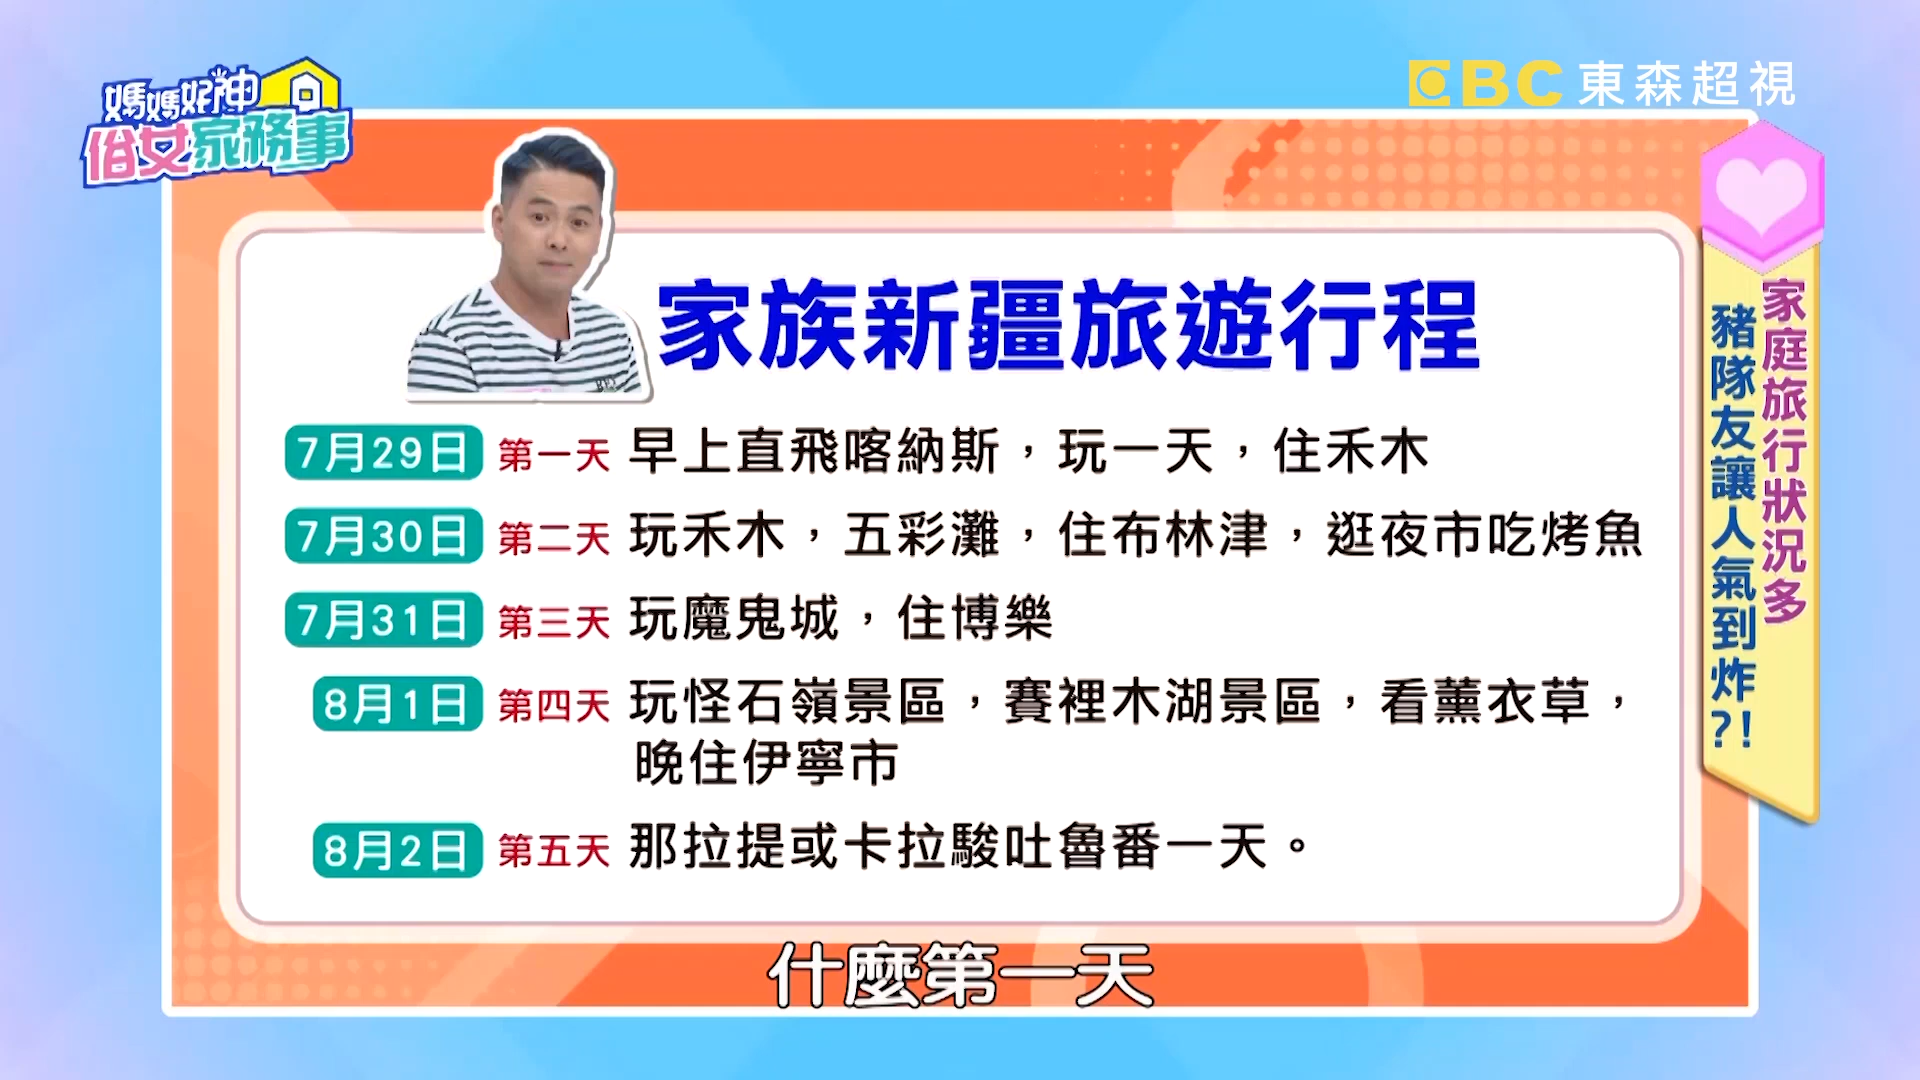 媽媽好神
俗女家務事
EBC 東森超視
家族新疆旅遊行程
7月29日 第一天 早上直飛喀納斯，玩一天，住禾木
7月30日 第二天 玩禾木，五彩灘，住布林津，逛夜市吃烤魚
7月31日 第三天 玩魔鬼城，住博樂
8月1日 第四天 玩怪石嶺景區，賽裡木湖景區，看薰衣草，
晚住伊寧市
8月2日 第五天 那拉提或卡拉駿吐魯番一天。
家庭旅行狀況多
豬隊友讓人氣到炸?!
什麼第一天